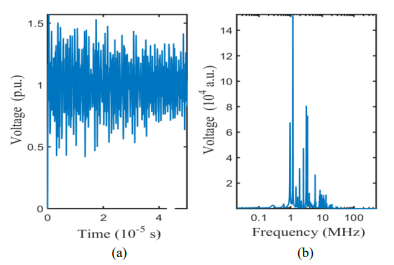 1.5
1
0.5
0
0 2 4
Voltage (p.u.)
Time (10⁻⁵ s)
(a)
14
12
10
8
6
4
2
0.1 1 10 100
Voltage (10⁴ a.u.)
Frequency (MHz)
(b)